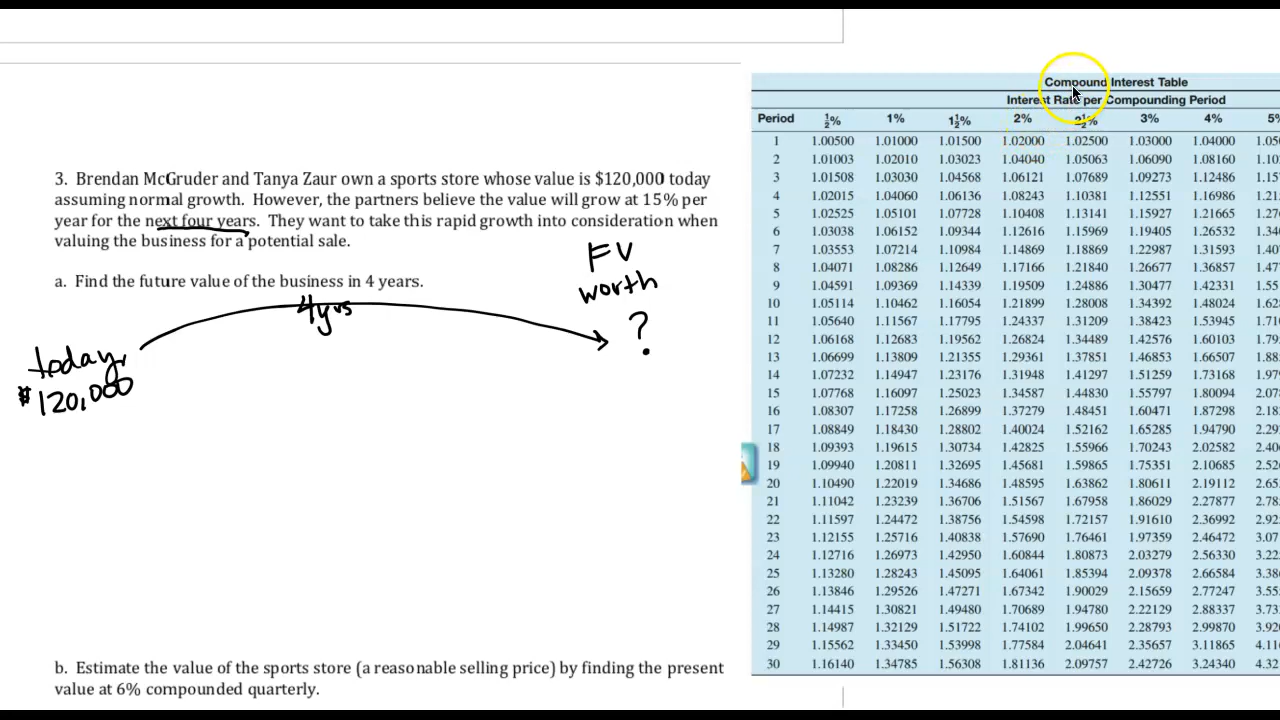 3. Brendan McGruder and Tanya Zaur own a sports store whose value is $120,000 today
assuming normal growth. However, the partners believe the value will grow at 15% per
year for the next four years. They want to take this rapid growth into consideration when
valuing the business for a potential sale.
a. Find the future value of the business in 4 years.
FV
worth
?
4yrs
today
$120,000
b. Estimate the value of the sports store (a reasonable selling price) by finding the present
value at 6% compounded quarterly.
Compound Interest Table
Interest Rate per Compounding Period
Period ½% 1% 1½% 2% 2½% 3% 4% 5%
1 1.00500 1.01000 1.01500 1.02000 1.02500 1.03000 1.04000
2 1.01003 1.02010 1.03023 1.04040 1.05063 1.06090 1.08160
3 1.01508 1.03030 1.04568 1.06121 1.07689 1.09273 1.12486
4 1.02015 1.04060 1.06136 1.08243 1.10381 1.12551 1.16986
5 1.02525 1.05101 1.07728 1.10408 1.13141 1.15927 1.21665
6 1.03038 1.06152 1.09344 1.12616 1.15969 1.19405 1.26532
7 1.03553 1.07214 1.10984 1.14869 1.18869 1.22987 1.31593
8 1.04071 1.08286 1.12649 1.17166 1.21840 1.26677 1.36857
9 1.04591 1.09369 1.14339 1.19509 1.24886 1.30477 1.42331
10 1.05114 1.10462 1.16054 1.21899 1.28008 1.34392 1.48024
11 1.05640 1.11567 1.17795 1.24337 1.31209 1.38423 1.53945
12 1.06168 1.12683 1.19562 1.26824 1.34489 1.42576 1.60103
13 1.06699 1.13809 1.21355 1.29361 1.37851 1.46853 1.66507
14 1.07232 1.14947 1.23176 1.31948 1.41297 1.51259 1.73168
15 1.07768 1.16097 1.25023 1.34587 1.44830 1.55797 1.80094
16 1.08307 1.17258 1.26899 1.37279 1.48451 1.60471 1.87298
17 1.08849 1.18430 1.28802 1.40024 1.52162 1.65285 1.94790
18 1.09393 1.19615 1.30734 1.42825 1.55966 1.70243 2.02582
19 1.09940 1.20811 1.32695 1.45681 1.59865 1.75351 2.10685
20 1.10490 1.22019 1.34686 1.48595 1.63862 1.80611 2.19112
21 1.11042 1.23239 1.36706 1.51567 1.67958 1.86029 2.27877
22 1.11597 1.24472 1.38756 1.54598 1.72157 1.91610 2.36992
23 1.12155 1.25716 1.40838 1.57690 1.76461 1.97359 2.46472
24 1.12716 1.26973 1.42950 1.60844 1.80873 2.03279 2.56330
25 1.13280 1.28243 1.45095 1.64061 1.85394 2.09378 2.66584
26 1.13846 1.29526 1.47271 1.67342 1.90029 2.15659 2.77247
27 1.14415 1.30821 1.49480 1.70689 1.94780 2.22129 2.88337
28 1.14987 1.32129 1.51722 1.74102 1.99650 2.28793 2.99870
29 1.15562 1.33450 1.53998 1.77584 2.04641 2.35657 3.11865
30 1.16140 1.34785 1.56308 1.81136 2.09757 2.42726 3.24340